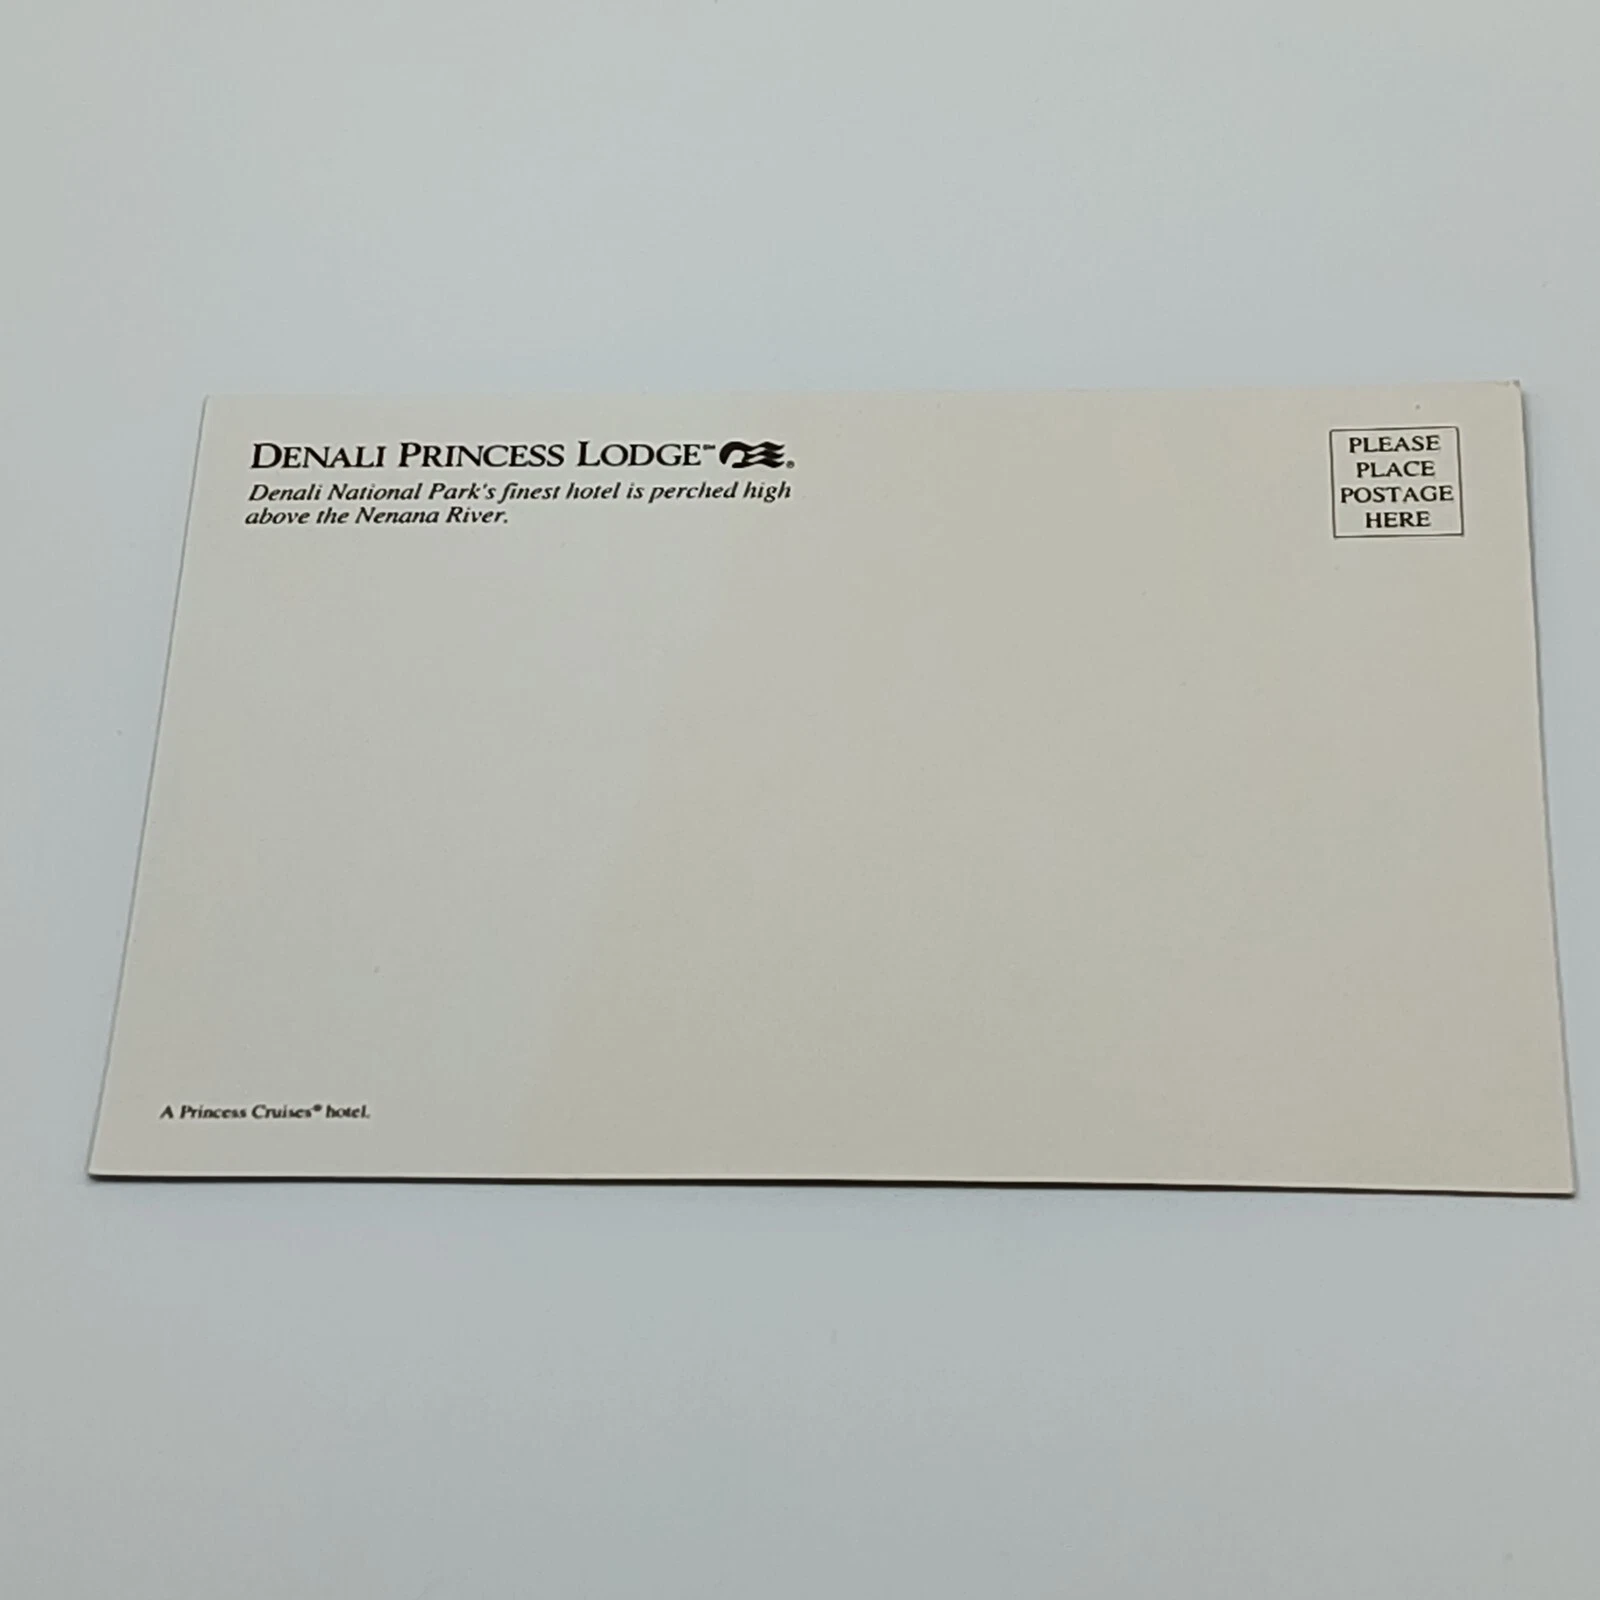 DENALI PRINCESS LODGE℠ ®
Denali National Park's finest hotel is perched high
above the Nenana River.
PLEASE
PLACE
POSTAGE
HERE
A Princess Cruises® hotel.